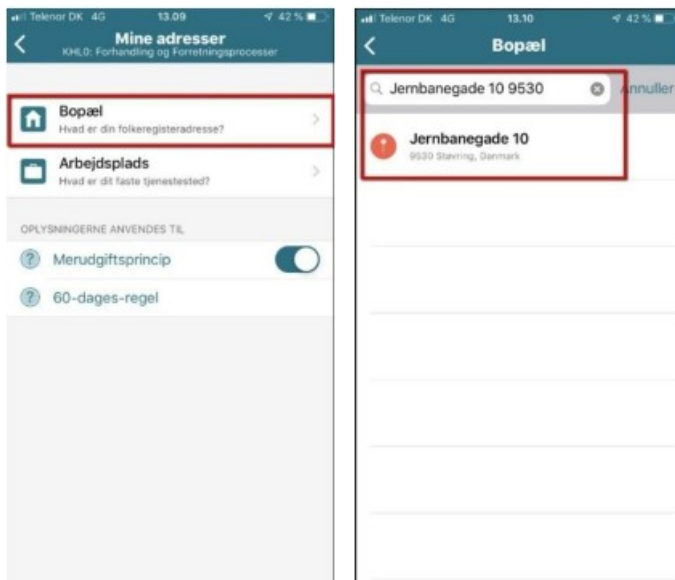 Telenor DK 4G 13.09 42 %
Mine adresser
KHL0: Forhandling og Forretningsprocesser
Bopæl
Hvad er din folkeregisteradresse?
Arbejdsplads
Hvad er dit faste tjenestested?
OPLYSNINGERNE ANVENDES TIL
? Merudgiftsprincip
? 60-dages-regel
Telenor DK 4G 13.10 42 %
Bopæl
Jernbanegade 10 9530 Annuller
Jernbanegade 10
9530 Støvring, Danmark